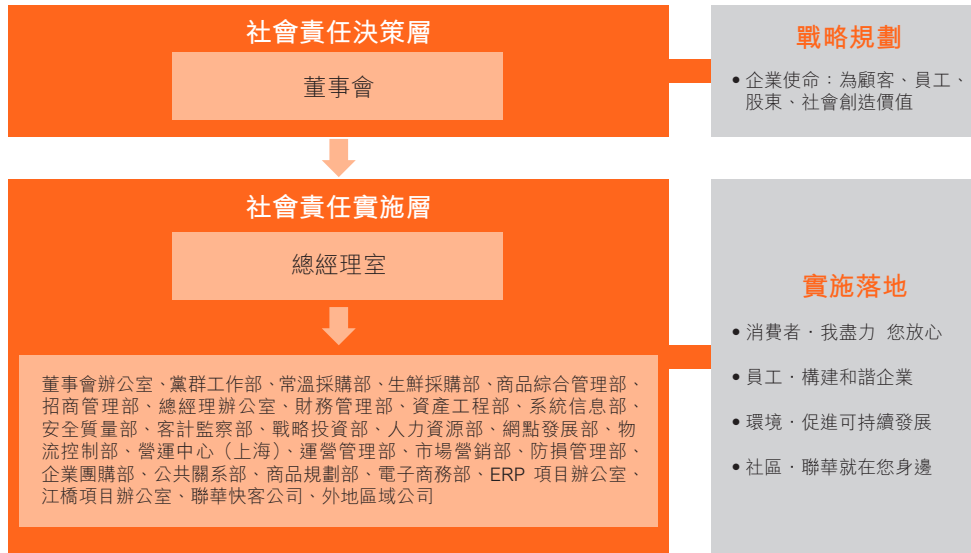 社會責任決策層
董事會
戰略規劃
• 企業使命：為顧客、員工、
股東、社會創造價值
社會責任實施層
總經理室
董事會辦公室、黨群工作部、常溫採購部、生鮮採購部、商品綜合管理部、
招商管理部、總經理辦公室、財務管理部、資產工程部、系統信息部、
安全質量部、客計監察部、戰略投資部、人力資源部、網點發展部、物
流控制部、營運中心（上海）、運營管理部、市場營銷部、防損管理部、
企業團購部、公共關系部、商品規劃部、電子商務部、ERP 項目辦公室、
江橋項目辦公室、聯華快客公司、外地區域公司
實施落地
• 消費者．我盡力 您放心
• 員工．構建和諧企業
• 環境．促進可持續發展
• 社區．聯華就在您身邊